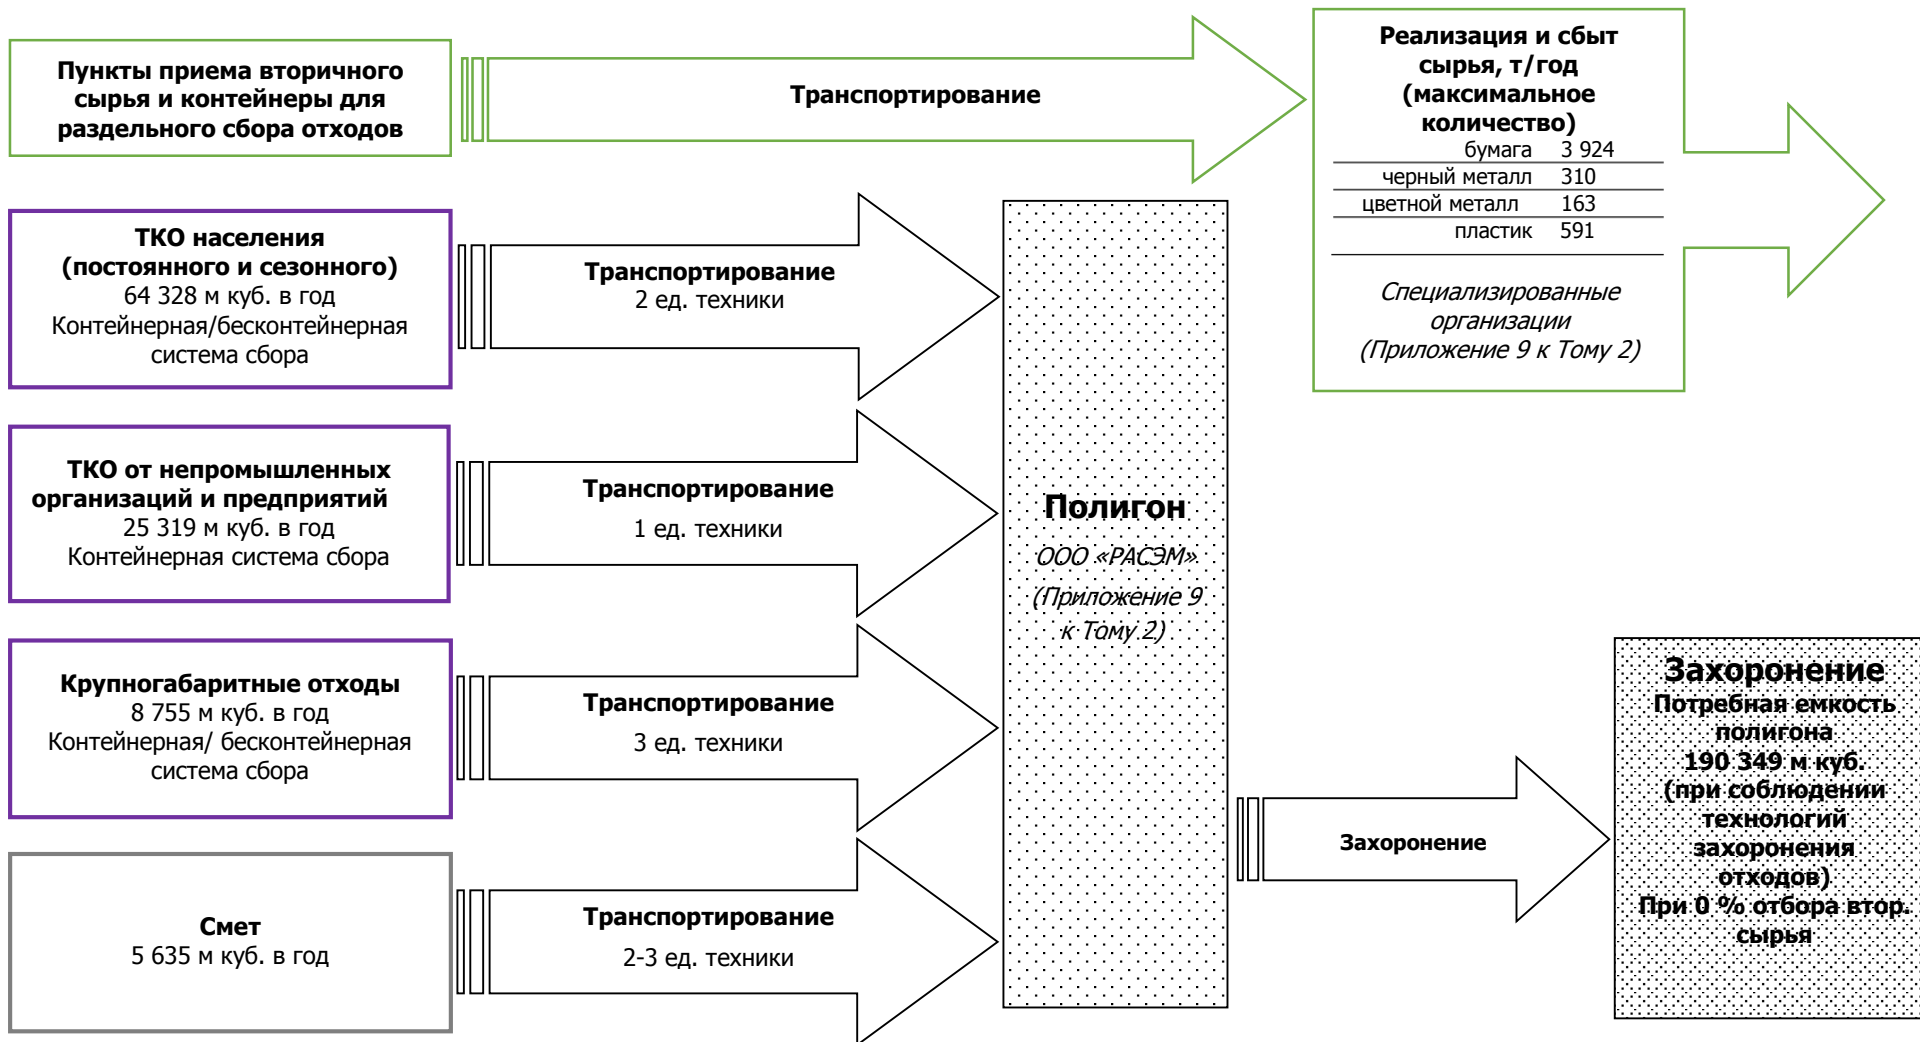 Пункты приема вторичного
сырья и контейнеры для
раздельного сбора отходов
Транспортирование
Реализация и сбыт
сырья, т/год
(максимальное
количество)
бумага 3 924
черный металл 310
цветной металл 163
пластик 591
Специализированные
организации
(Приложение 9 к Тому 2)
ТКО населения
(постоянного и сезонного)
64 328 м куб. в год
Контейнерная/бесконтейнерная
система сбора
Транспортирование
2 ед. техники
ТКО от непромышленных
организаций и предприятий
25 319 м куб. в год
Контейнерная система сбора
Транспортирование
1 ед. техники
Крупногабаритные отходы
8 755 м куб. в год
Контейнерная/ бесконтейнерная
система сбора
Транспортирование
3 ед. техники
Смет
5 635 м куб. в год
Транспортирование
2-3 ед. техники
Полигон
ООО «РАСЭМ»
(Приложение 9
к Тому 2)
Захоронение
Захоронение
Потребная емкость
полигона
190 349 м куб.
(при соблюдении
технологий
захоронения
отходов)
При 0 % отбора втор.
сырья